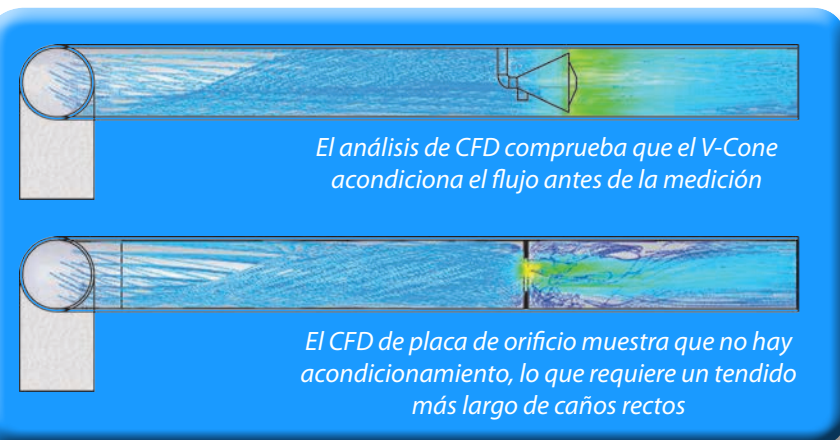 El análisis de CFD comprueba que el V-Cone
acondiciona el flujo antes de la medición
El CFD de placa de orificio muestra que no hay
acondicionamiento, lo que requiere un tendido
más largo de caños rectos